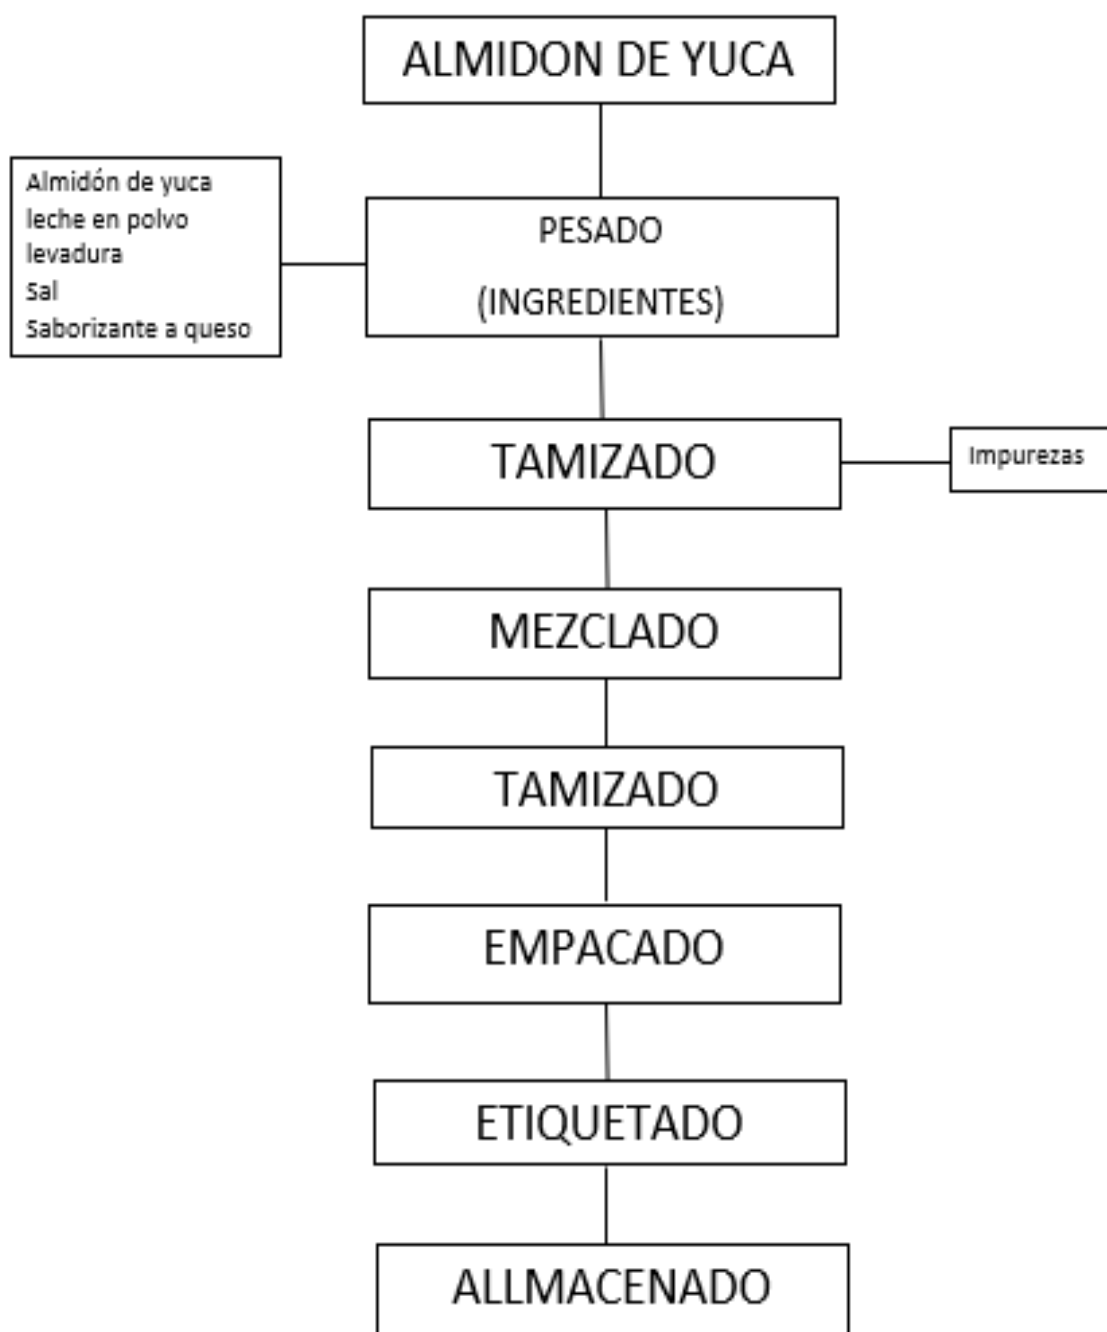 ALMIDON DE YUCA
Almidón de yuca
leche en polvo
levadura
Sal
Saborizante a queso
PESADO
(INGREDIENTES)
TAMIZADO
Impurezas
MEZCLADO
TAMIZADO
EMPACADO
ETIQUETADO
ALLMACENADO